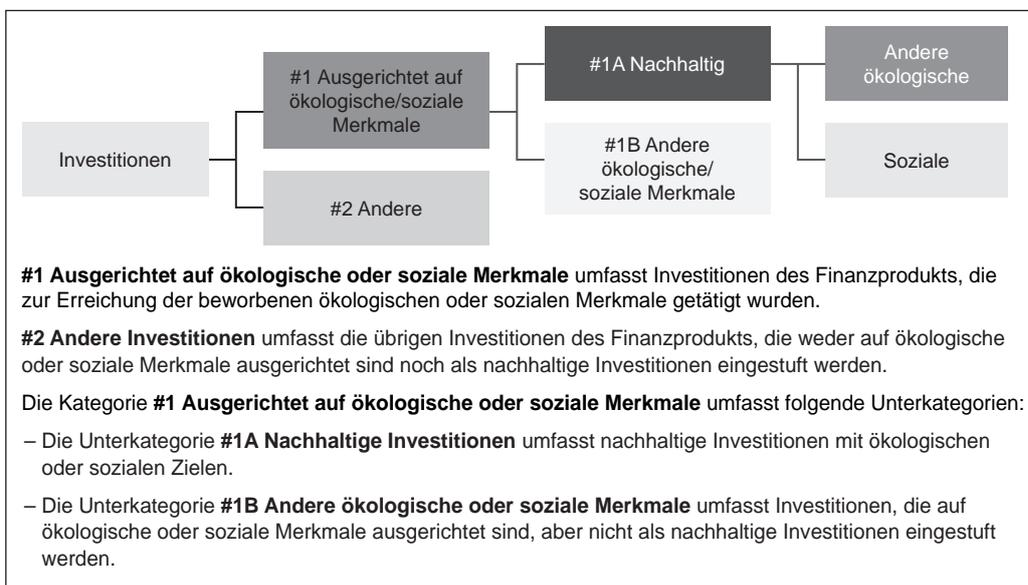 Investitionen
#1 Ausgerichtet auf
ökologische/soziale
Merkmale
#2 Andere
#1A Nachhaltig
#1B Andere
ökologische/
soziale Merkmale
Andere
ökologische
Soziale
#1 Ausgerichtet auf ökologische oder soziale Merkmale umfasst Investitionen des Finanzprodukts, die
zur Erreichung der beworbenen ökologischen oder sozialen Merkmale getätigt wurden.
#2 Andere Investitionen umfasst die übrigen Investitionen des Finanzprodukts, die weder auf ökologische
oder soziale Merkmale ausgerichtet sind noch als nachhaltige Investitionen eingestuft werden.
Die Kategorie #1 Ausgerichtet auf ökologische oder soziale Merkmale umfasst folgende Unterkategorien:
– Die Unterkategorie #1A Nachhaltige Investitionen umfasst nachhaltige Investitionen mit ökologischen
oder sozialen Zielen.
– Die Unterkategorie #1B Andere ökologische oder soziale Merkmale umfasst Investitionen, die auf
ökologische oder soziale Merkmale ausgerichtet sind, aber nicht als nachhaltige Investitionen eingestuft
werden.